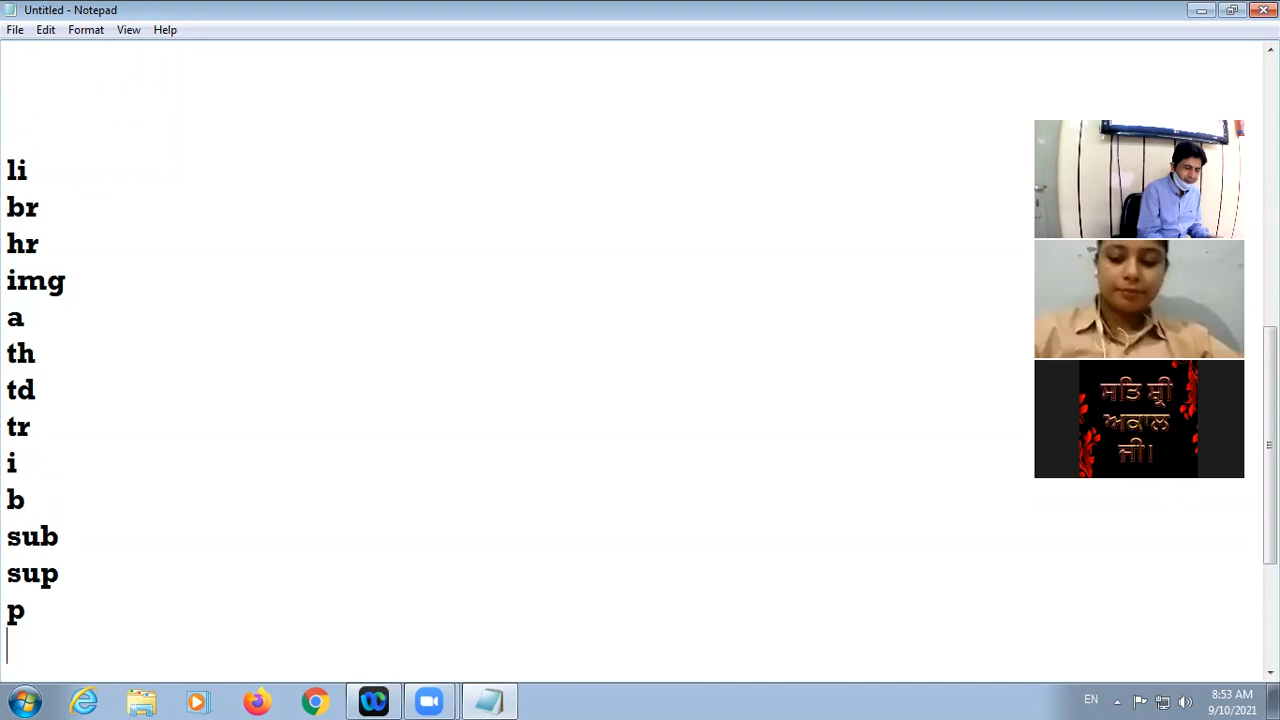 Untitled - Notepad
File Edit Format View Help
li
br
hr
img
a
th
td
tr
i
b
sub
sup
p
ਸਤਿ ਸ਼੍ਰੀ
ਅਕਾਲ
ਜੀ।
EN
8:53 AM
9/10/2021